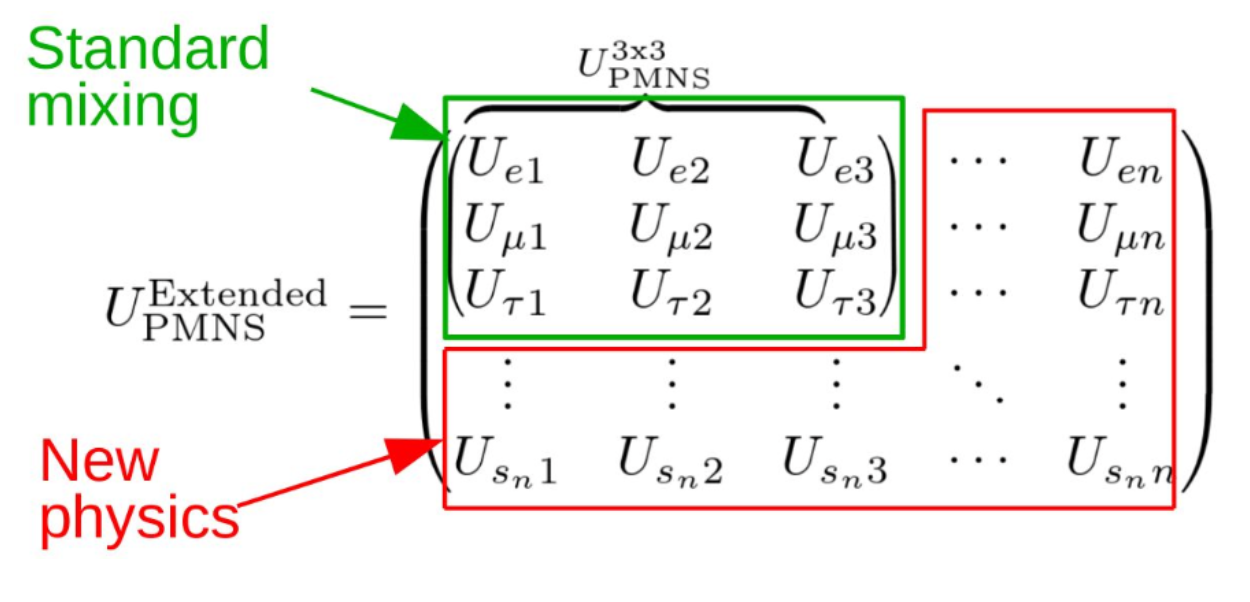 Standard
mixing
U_{PMNS}^{3x3}
U_{e1} U_{e2} U_{e3} ⋯ U_{en}
U_{μ1} U_{μ2} U_{μ3} ⋯ U_{μn}
U_{τ1} U_{τ2} U_{τ3} ⋯ U_{τn}
U_{PMNS}^{Extended} =
⋮ ⋮ ⋮ ⋱ ⋮
U_{s_n1} U_{s_n2} U_{s_n3} ⋯ U_{s_nn}
New
physics